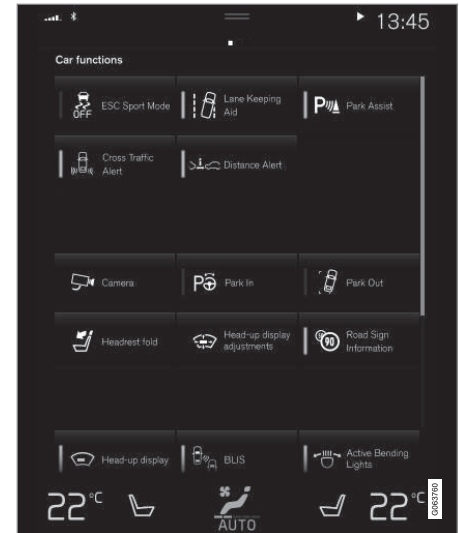 13:45
Car functions
OFF
ESC Sport Mode
Lane Keeping
Aid
P
Park Assist
Cross Traffic
Alert
Distance Alert
Camera
P
Park In
Park Out
Headrest fold
Head-up display
adjustments
90
Road Sign
Information
Head-up display
BLIS
Active Bending
Lights
22°C
AUTO
22°C
G063760